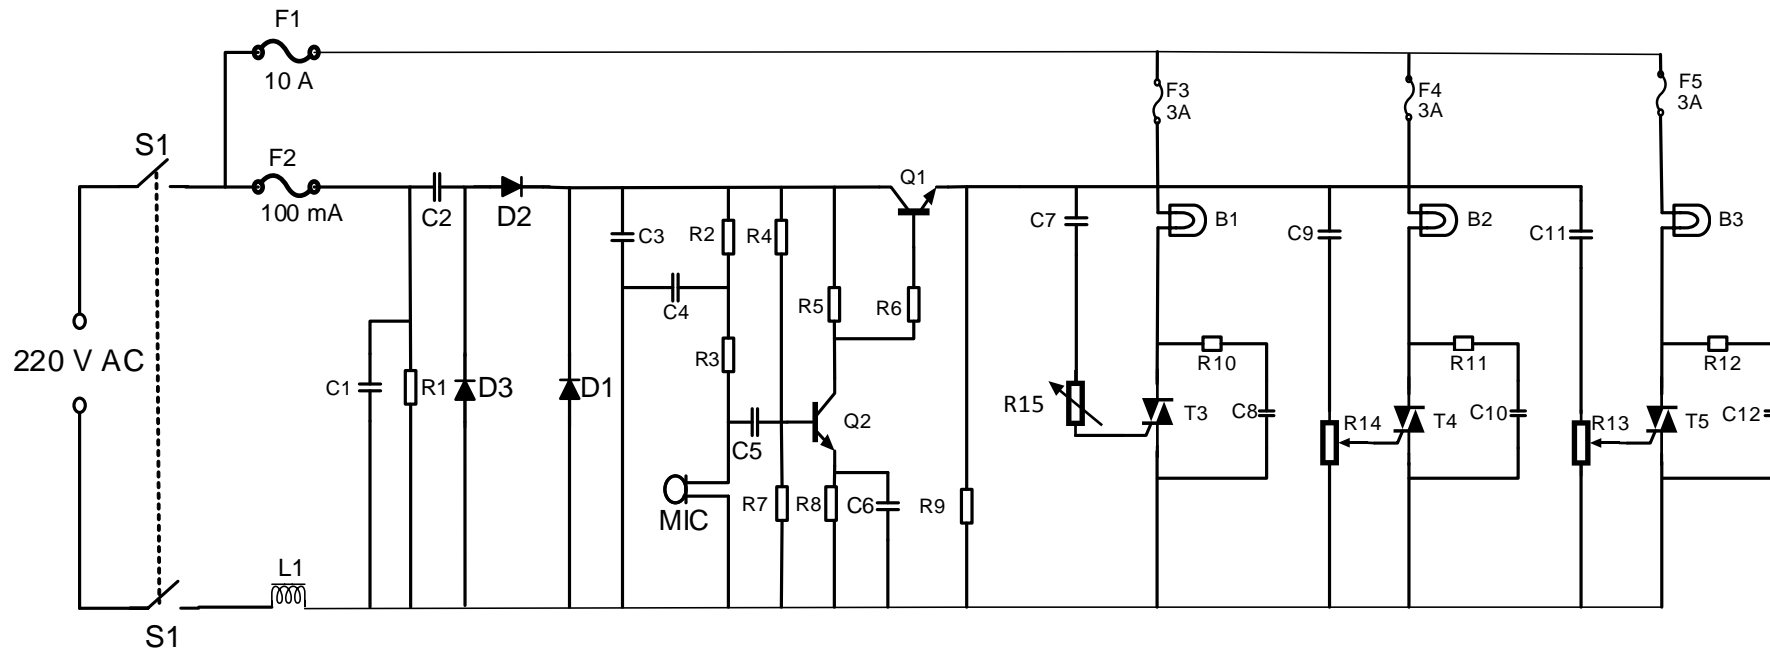 F1
10 A
F3
3A
F4
3A
F5
3A
S1
F2
100 mA
C2
D2
Q1
C3
R2
R4
C7
B1
C9
B2
C11
B3
C4
R5
R6
220 V AC
C1
R1
D3
D1
R3
R10
R11
R12
R15
T3
C8
R14
T4
C10
R13
T5
C12
C5
Q2
MIC
R7
R8
C6
R9
L1
S1